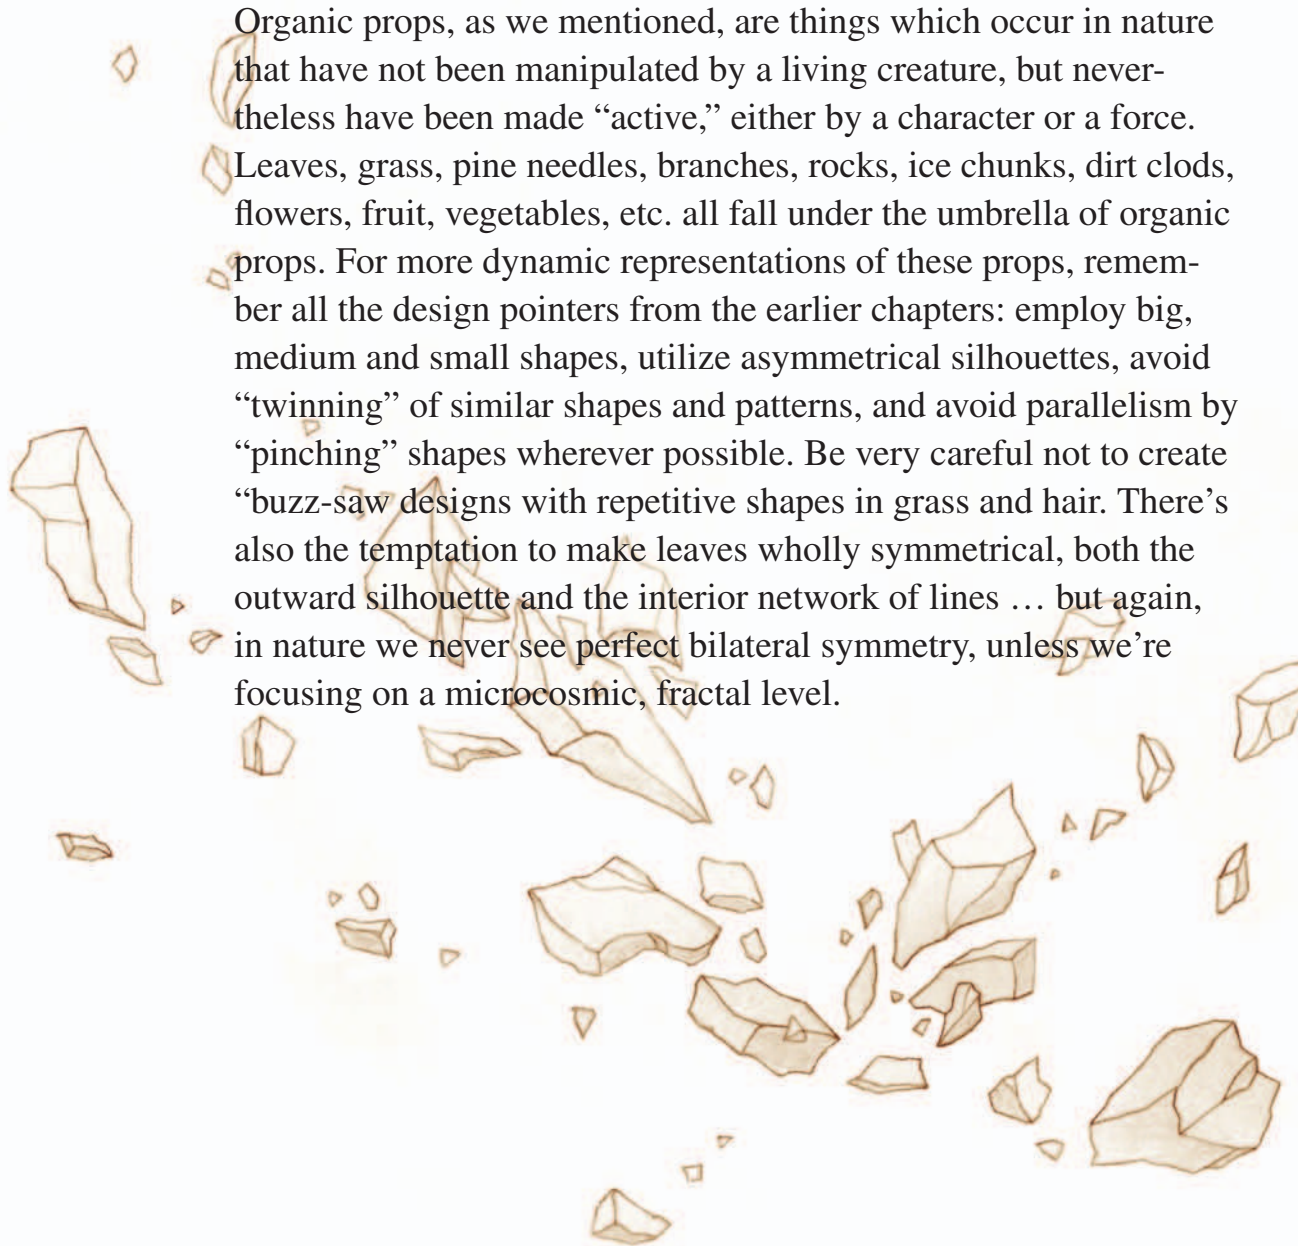 Organic props, as we mentioned, are things which occur in nature
that have not been manipulated by a living creature, but never-
theless have been made “active,” either by a character or a force.
Leaves, grass, pine needles, branches, rocks, ice chunks, dirt clods,
flowers, fruit, vegetables, etc. all fall under the umbrella of organic
props. For more dynamic representations of these props, remem-
ber all the design pointers from the earlier chapters: employ big,
medium and small shapes, utilize asymmetrical silhouettes, avoid
“twinning” of similar shapes and patterns, and avoid parallelism by
“pinching” shapes wherever possible. Be very careful not to create
“buzz-saw designs with repetitive shapes in grass and hair. There’s
also the temptation to make leaves wholly symmetrical, both the
outward silhouette and the interior network of lines … but again,
in nature we never see perfect bilateral symmetry, unless we’re
focusing on a microcosmic, fractal level.